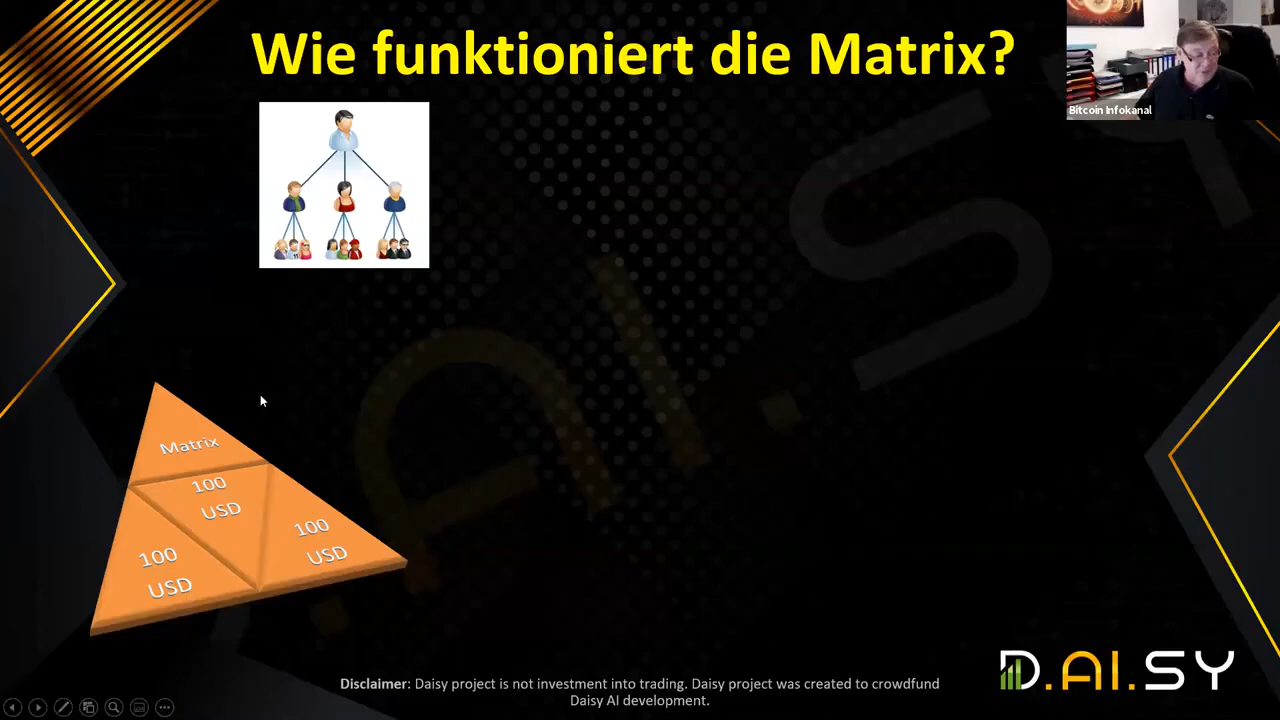 Wie funktioniert die Matrix?
Bitcoin Infokanal
Matrix
100
USD
100
USD
100
USD
D.AI.SY
Disclaimer: Daisy project is not investment into trading. Daisy project was created to crowdfund
Daisy AI development.